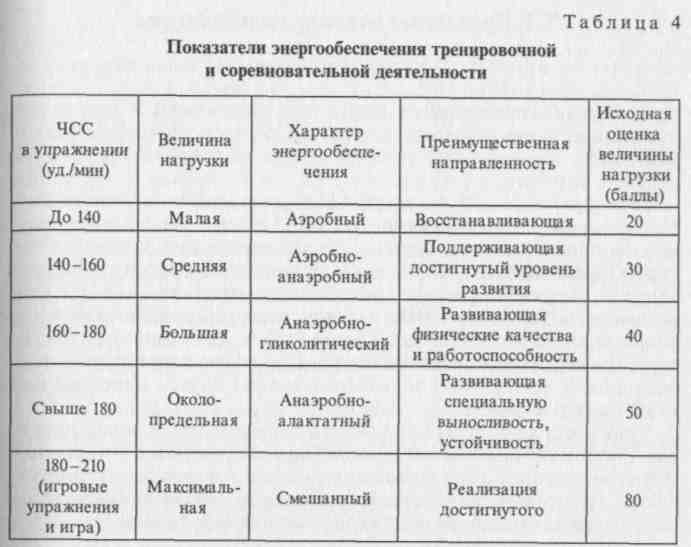 Таблица 4
Показатели энергообеспечения тренировочной
и соревновательной деятельности
ЧСС
в упражнении
(уд./мин)
Величина
нагрузки
Характер
энергообеспе-
чения
Преимущественная
направленность
Исходная
оценка
величины
нагрузки
(баллы)
До 140
Малая
Аэробный
Восстанавливающая
20
140–160
Средняя
Аэробно-
анаэробный
Поддерживающая
достигнутый уровень
развития
30
160–180
Большая
Анаэробно-
гликолитический
Развивающая
физические качества
и работоспособность
40
Свыше 180
Около-
предельная
Анаэробно-
алактатный
Развивающая
специальную
выносливость,
устойчивость
50
180–210
(игровые
упражнения
и игра)
Максималь-
ная
Смешанный
Реализация
достигнутого
80